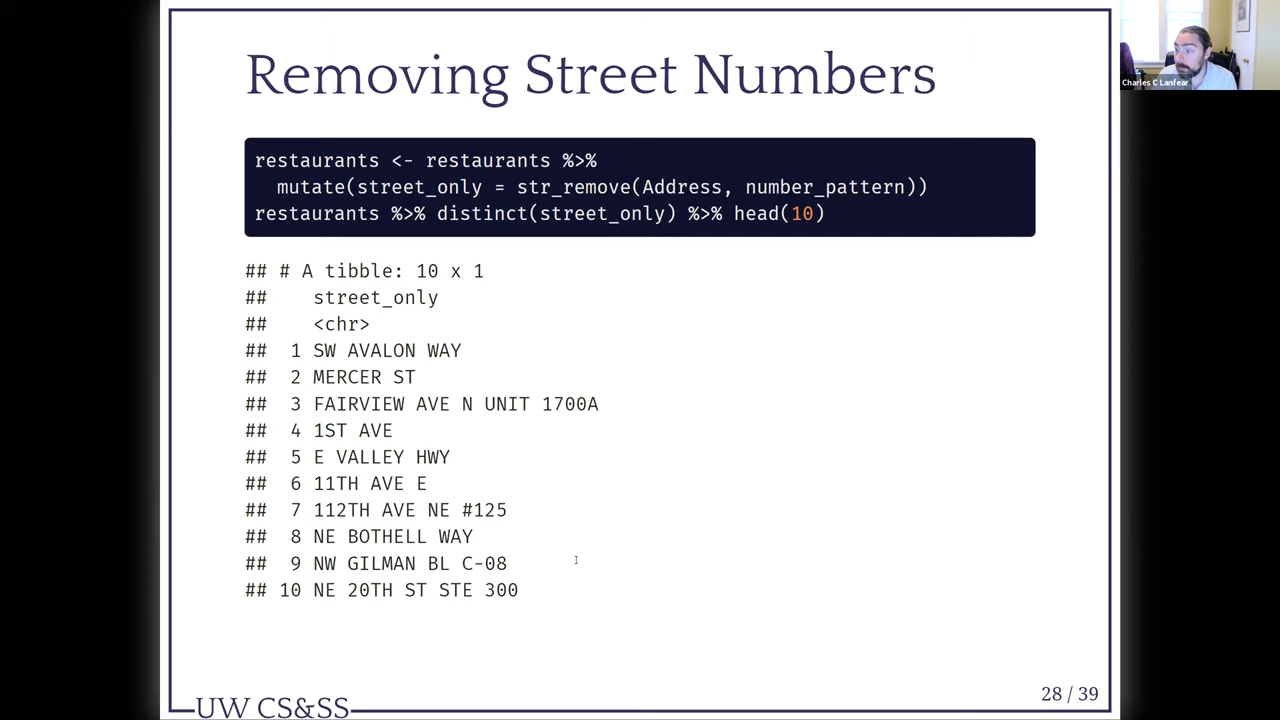 Removing Street Numbers
restaurants <- restaurants %>%
mutate(street_only = str_remove(Address, number_pattern))
restaurants %>% distinct(street_only) %>% head(10)
## # A tibble: 10 x 1
## street_only
## <chr>
## 1 SW AVALON WAY
## 2 MERCER ST
## 3 FAIRVIEW AVE N UNIT 1700A
## 4 1ST AVE
## 5 E VALLEY HWY
## 6 11TH AVE E
## 7 112TH AVE NE #125
## 8 NE BOTHELL WAY
## 9 NW GILMAN BL C-08
## 10 NE 20TH ST STE 300
UW CS&SS
28 / 39
Charles C Lanfear